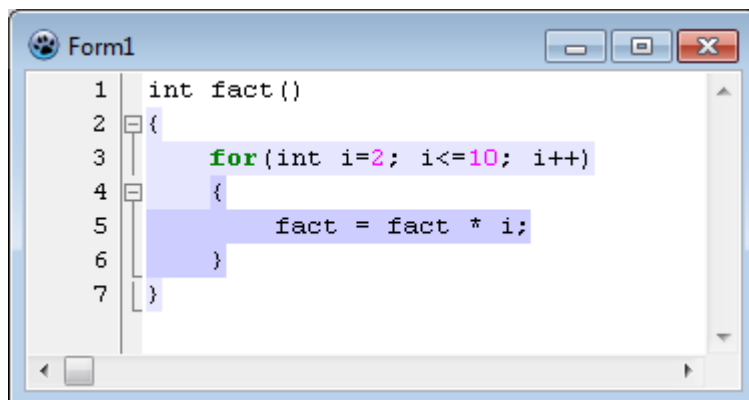 Form1
1 int fact()
2 {
3     for(int i=2; i<=10; i++)
4     {
5         fact = fact * i;
6     }
7 }